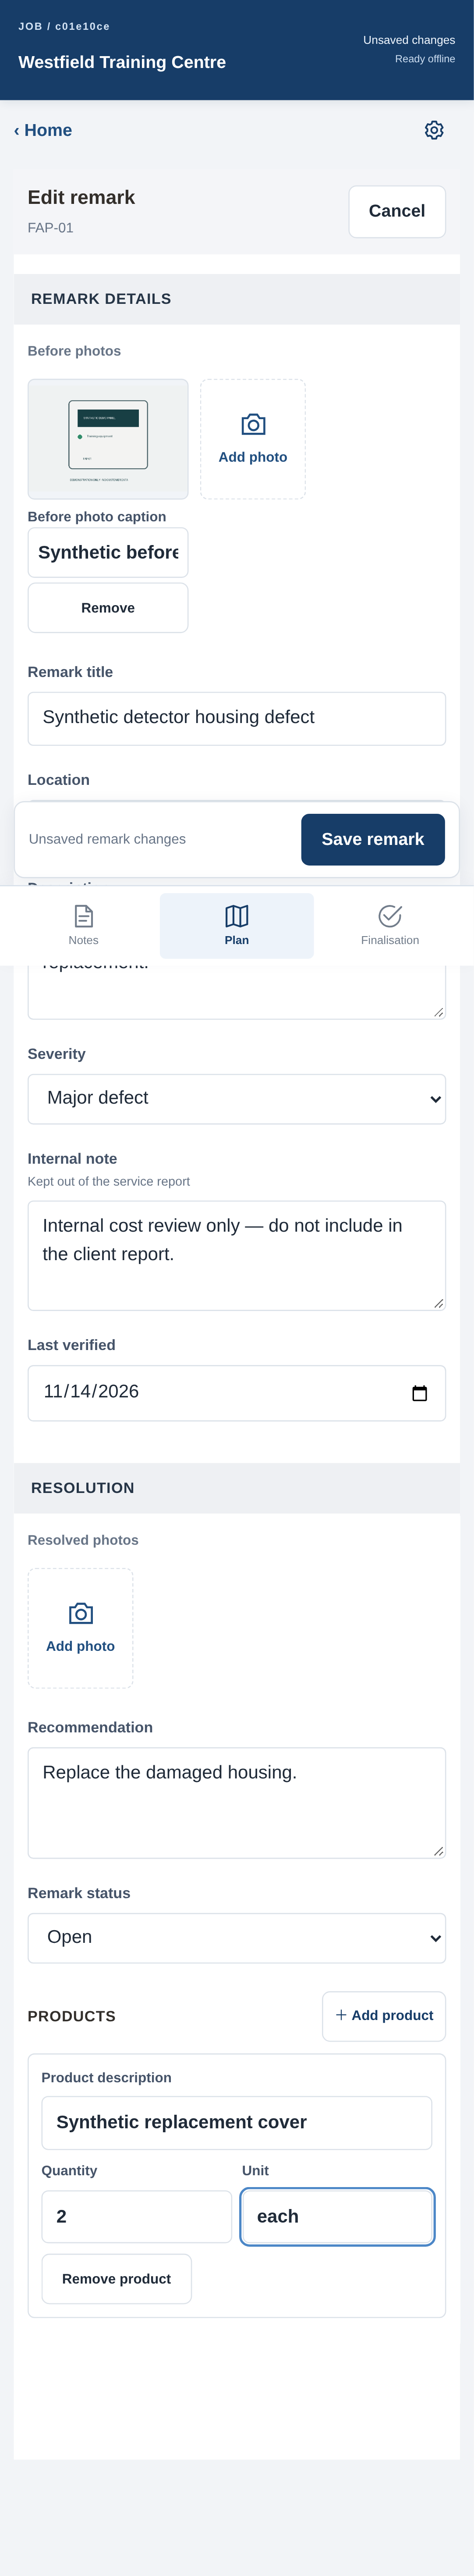 JOB / c01e10ce
Westfield Training Centre
Unsaved changes
Ready offline
‹ Home
Edit remark
FAP-01
Cancel
REMARK DETAILS
Before photos
Add photo
Before photo caption
Synthetic before
Remove
Remark title
Synthetic detector housing defect
Location
Unsaved remark changes
Save remark
Notes
Plan
Finalisation
replacement.
Severity
Major defect
Internal note
Kept out of the service report
Internal cost review only — do not include in
the client report.
Last verified
11/14/2026
RESOLUTION
Resolved photos
Add photo
Recommendation
Replace the damaged housing.
Remark status
Open
PRODUCTS
+ Add product
Product description
Synthetic replacement cover
Quantity
Unit
2
each
Remove product